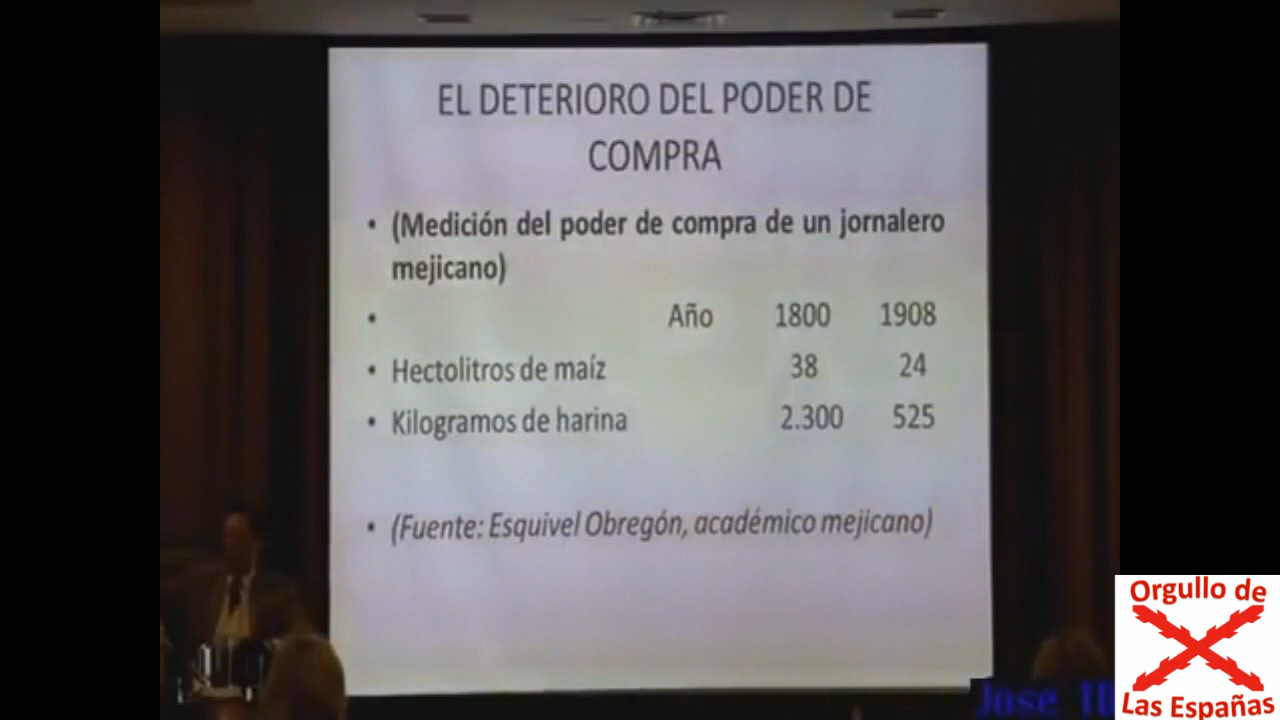 EL DETERIORO DEL PODER DE
COMPRA
• (Medición del poder de compra de un jornalero
mejicano)
• Año 1800 1908
• Hectolitros de maíz 38 24
• Kilogramos de harina 2.300 525
• (Fuente: Esquivel Obregón, académico mejicano)
Orgullo de
Las Españas
Jose